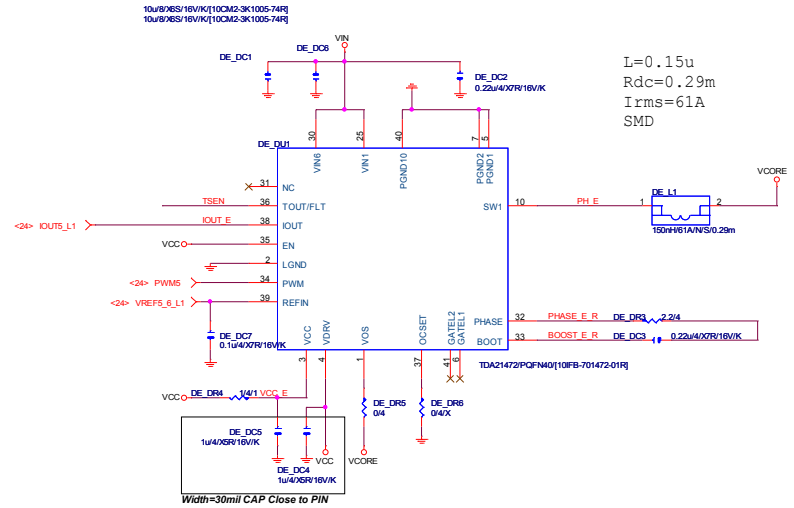 10u/8/X6S/16V/K/[10CM2-3K1005-74R]
10u/8/X6S/16V/K/[10CM2-3K1005-74R]
VIN
DE_DC1
DE_DC6
DE_DC2
0.22u/4/X7R/16V/K
L=0.15u
Rdc=0.29m
Irms=61A
SMD
DE_DU1
30
25
40
7
5
VIN6
VIN1
PGND10
PGND2
PGND1
31
NC
TSEN
36
TOUT/FLT
<24> IOUT5_L1
IOUT_E
38
IOUT
VCC
35
EN
2
LGND
<24> PWM5
34
PWM
<24> VREF5_6_L1
39
REFIN
SW1
10
PH_E
1
DE_L1
2
150nH/61A/N/S/0.29m
VCORE
PHASE
32
PHASE_E_R
DE_DR3
2.2/4
BOOT
33
BOOST_E_R
DE_DC3
0.22u/4/X7R/16V/K
DE_DC7
0.1u/4/X7R/16V/K
VCC
VDRV
VOS
OCSET
GATEL2
GATEL1
3
4
1
37
41
6
TDA21472/PQFN40/[10IFB-701472-01R]
VCC
DE_DR4
1/4/1
VCC_E
DE_DR5
0/4
DE_DR6
0/4/X
DE_DC5
1u/4/X5R/16V/K
VCC
DE_DC4
1u/4/X5R/16V/K
VCORE
Width=30mil CAP Close to PIN